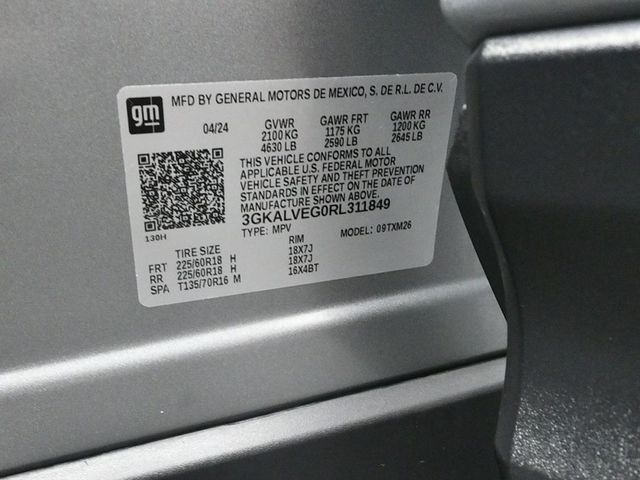 gm
MFD BY GENERAL MOTORS DE MEXICO, S. DE R.L. DE C.V.
04/24 GVWR GAWR FRT GAWR RR
2100 KG 1175 KG 1200 KG
4630 LB 2590 LB 2645 LB
THIS VEHICLE CONFORMS TO ALL
APPLICABLE U.S. FEDERAL MOTOR
VEHICLE SAFETY AND THEFT PREVENTION
STANDARDS IN EFFECT ON THE DATE OF
MANUFACTURE SHOWN ABOVE.
3GKALVEG0RL311849
130H TYPE: MPV MODEL: 09TXM26
TIRE SIZE RIM
FRT 225/60R18 H 18X7J
RR 225/60R18 H 18X7J
SPA T135/70R16 M 16X4BT